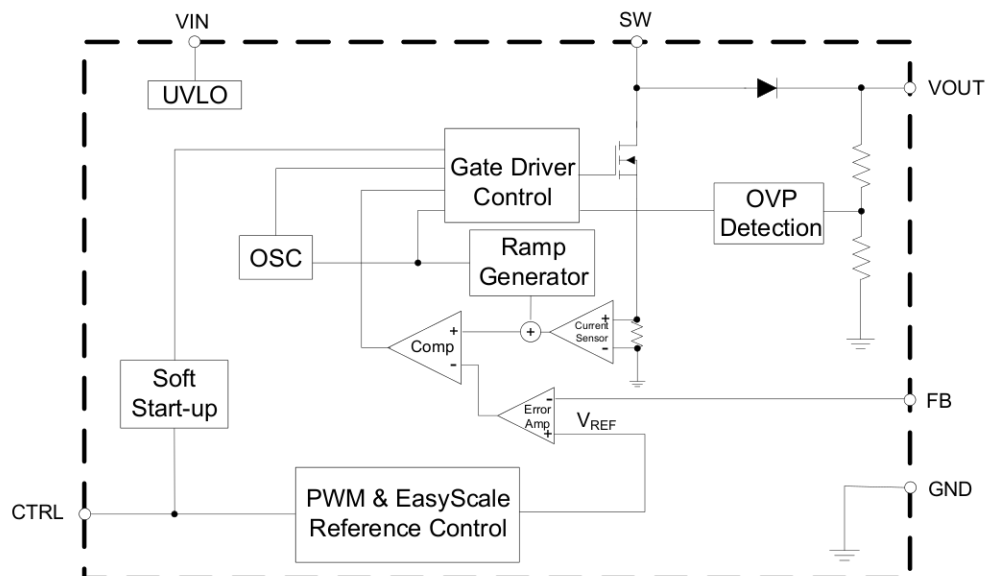 VIN
SW
UVLO
VOUT
Gate Driver
Control
OVP
Detection
OSC
Ramp
Generator
+
Current
Sensor
+
-
+
-
Comp
Soft
Start-up
Error
Amp
-
+
VREF
FB
GND
CTRL
PWM & EasyScale
Reference Control